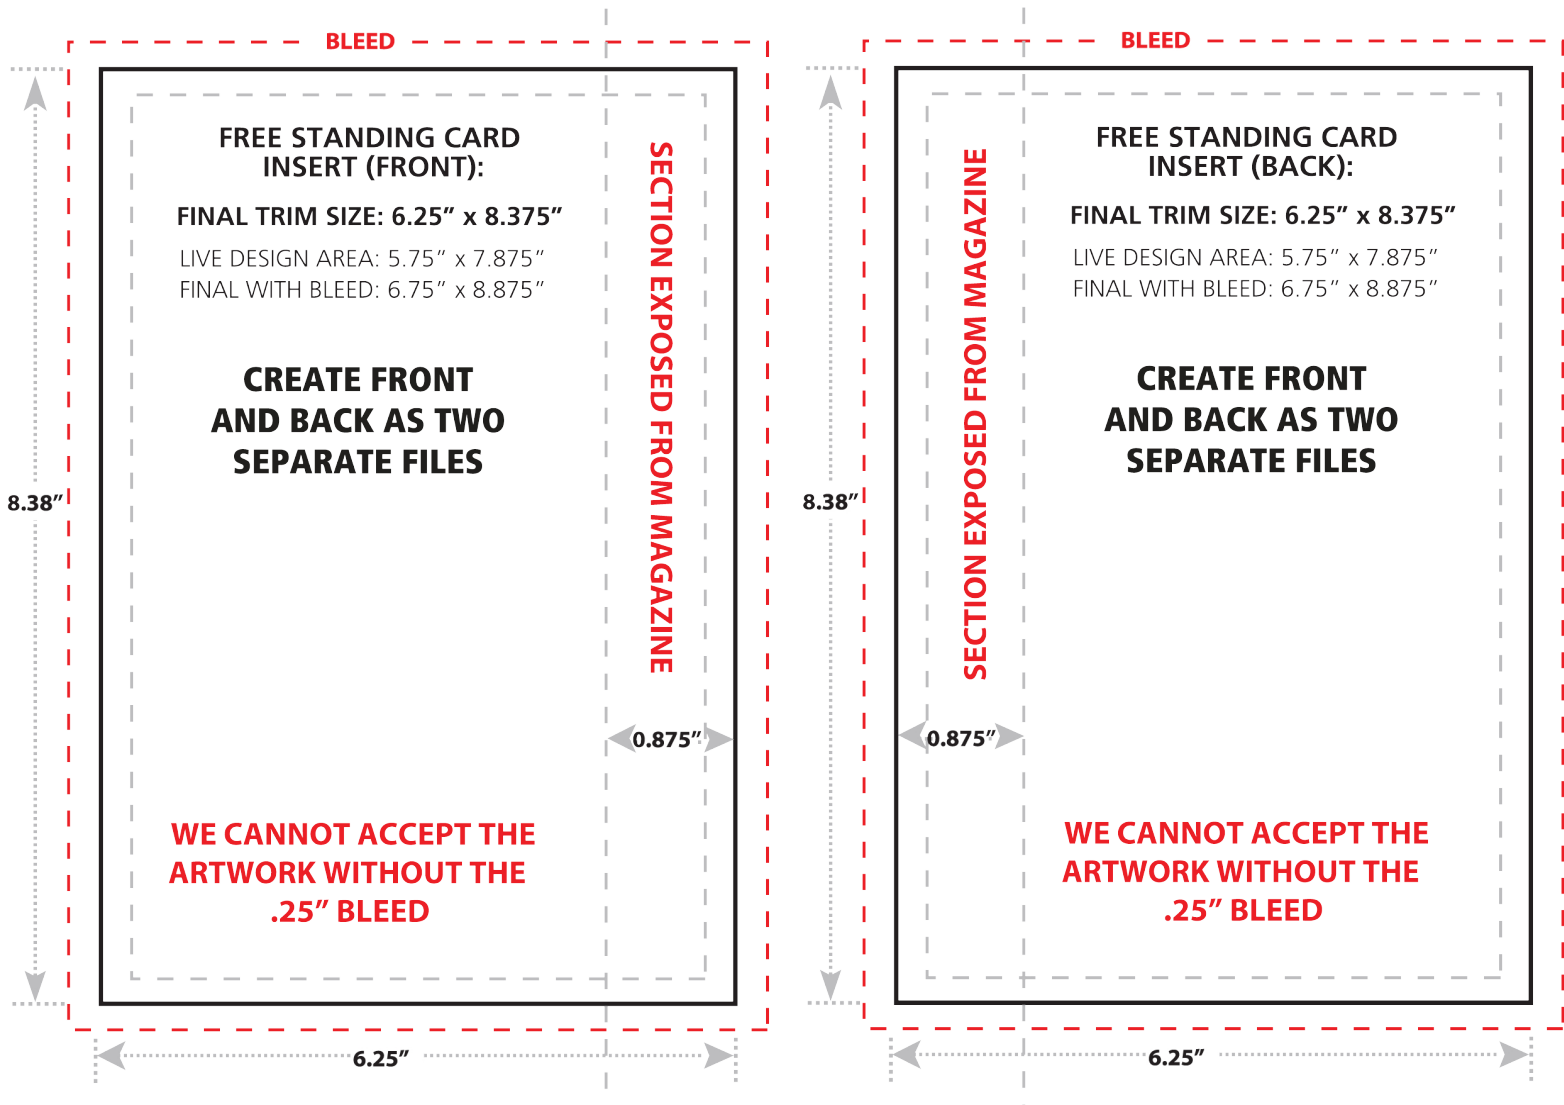 BLEED
FREE STANDING CARD
INSERT (FRONT):
FINAL TRIM SIZE: 6.25” x 8.375”
LIVE DESIGN AREA: 5.75” x 7.875”
FINAL WITH BLEED: 6.75” x 8.875”
CREATE FRONT
AND BACK AS TWO
SEPARATE FILES
SECTION EXPOSED FROM MAGAZINE
8.38”
0.875”
WE CANNOT ACCEPT THE
ARTWORK WITHOUT THE
.25” BLEED
6.25”
BLEED
FREE STANDING CARD
INSERT (BACK):
FINAL TRIM SIZE: 6.25” x 8.375”
LIVE DESIGN AREA: 5.75” x 7.875”
FINAL WITH BLEED: 6.75” x 8.875”
SECTION EXPOSED FROM MAGAZINE
CREATE FRONT
AND BACK AS TWO
SEPARATE FILES
8.38”
0.875”
WE CANNOT ACCEPT THE
ARTWORK WITHOUT THE
.25” BLEED
6.25”